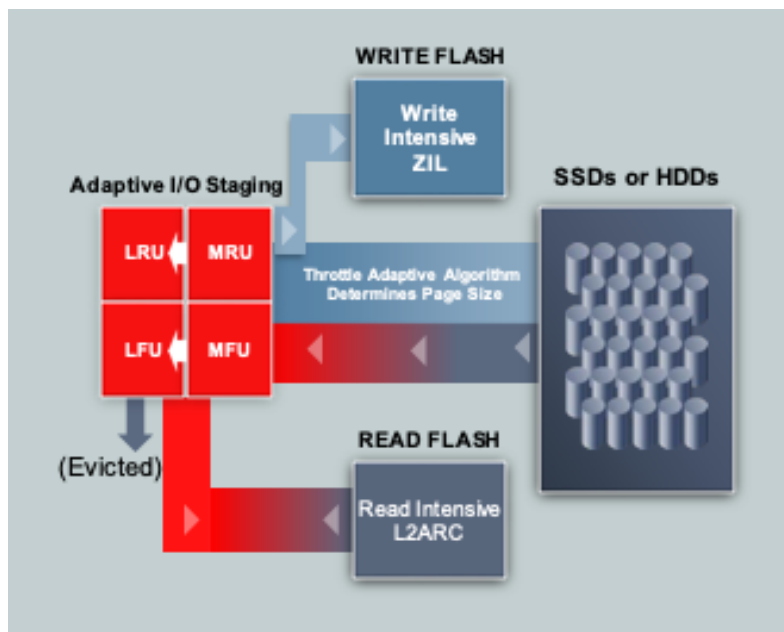 WRITE FLASH
Write
Intensive
ZIL
Adaptive I/O Staging
SSDs or HDDs
LRU
MRU
Throttle Adaptive Algorithm
Determines Page Size
LFU
MFU
(Evicted)
READ FLASH
Read Intensive
L2ARC